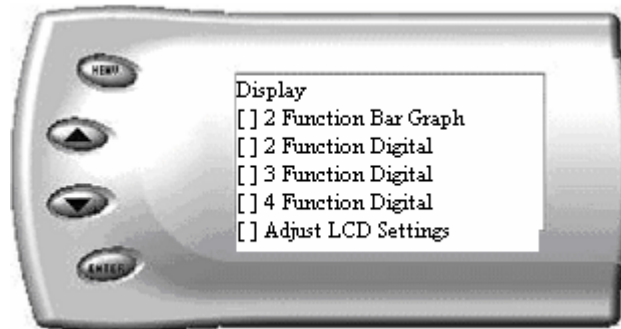 MENU
Display
[ ] 2 Function Bar Graph
[ ] 2 Function Digital
[ ] 3 Function Digital
[ ] 4 Function Digital
[ ] Adjust LCD Settings
ENTER